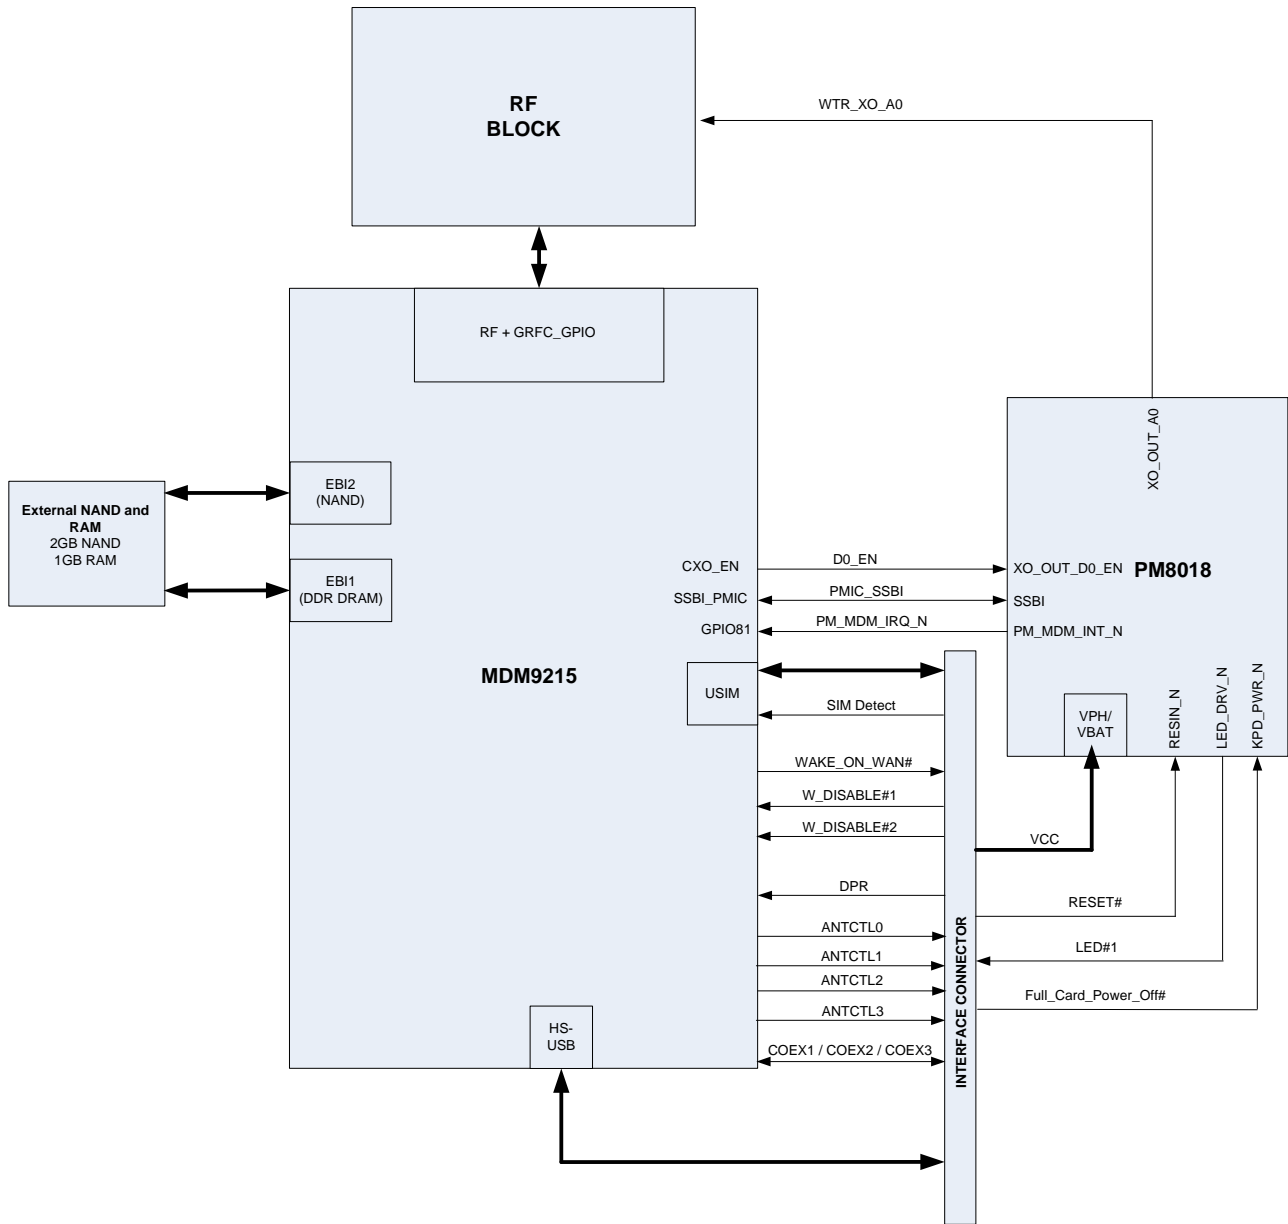 RF
BLOCK
WTR_XO_A0
RF + GRFC_GPIO
XO_OUT_A0
EBI2
(NAND)
External NAND and
RAM
2GB NAND
1GB RAM
EBI1
(DDR DRAM)
CXO_EN
D0_EN
XO_OUT_D0_EN
PM8018
SSBI_PMIC
PMIC_SSBI
SSBI
GPIO81
PM_MDM_IRQ_N
PM_MDM_INT_N
MDM9215
USIM
SIM Detect
VPH/
VBAT
RESIN_N
LED_DRV_N
KPD_PWR_N
WAKE_ON_WAN#
W_DISABLE#1
W_DISABLE#2
VCC
DPR
RESET#
ANTCTL0
ANTCTL1
LED#1
ANTCTL2
Full_Card_Power_Off#
ANTCTL3
HS-
USB
COEX1 / COEX2 / COEX3
INTERFACE CONNECTOR